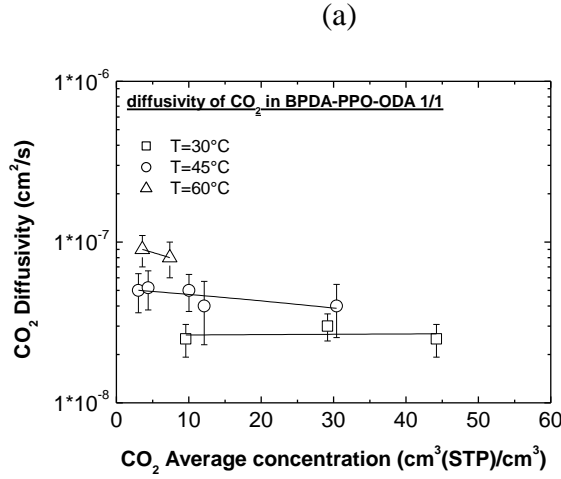 (a)
1*10⁻⁶
diffusivity of CO₂ in BPDA-PPO-ODA 1/1
T=30°C
T=45°C
T=60°C
1*10⁻⁷
1*10⁻⁸
CO₂ Diffusivity (cm²/s)
0 10 20 30 40 50 60
CO₂ Average concentration (cm³(STP)/cm³)